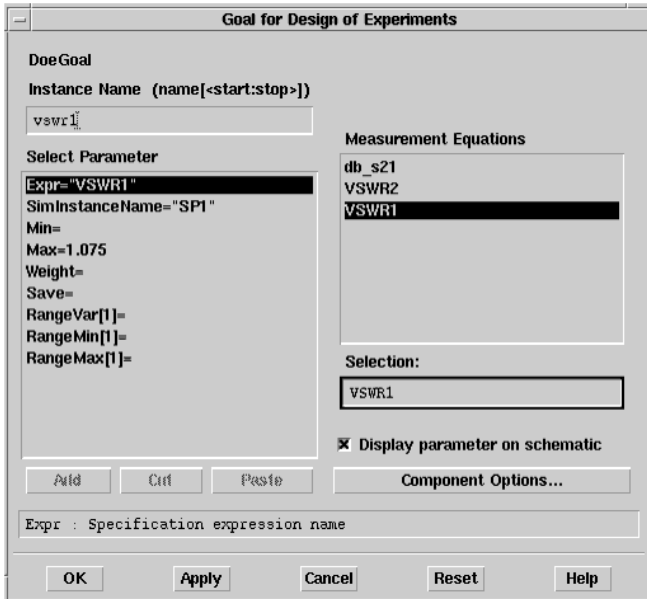 Goal for Design of Experiments
DoeGoal
Instance Name (name[<start:stop>])
vswr1
Select Parameter
Expr="VSWR1"
SimInstanceName="SP1"
Min=
Max=1.075
Weight=
Save=
RangeVar[1]=
RangeMin[1]=
RangeMax[1]=
Add
Cut
Paste
Measurement Equations
db_s21
VSWR2
VSWR1
Selection:
VSWR1
Display parameter on schematic
Component Options...
Expr : Specification expression name
OK
Apply
Cancel
Reset
Help